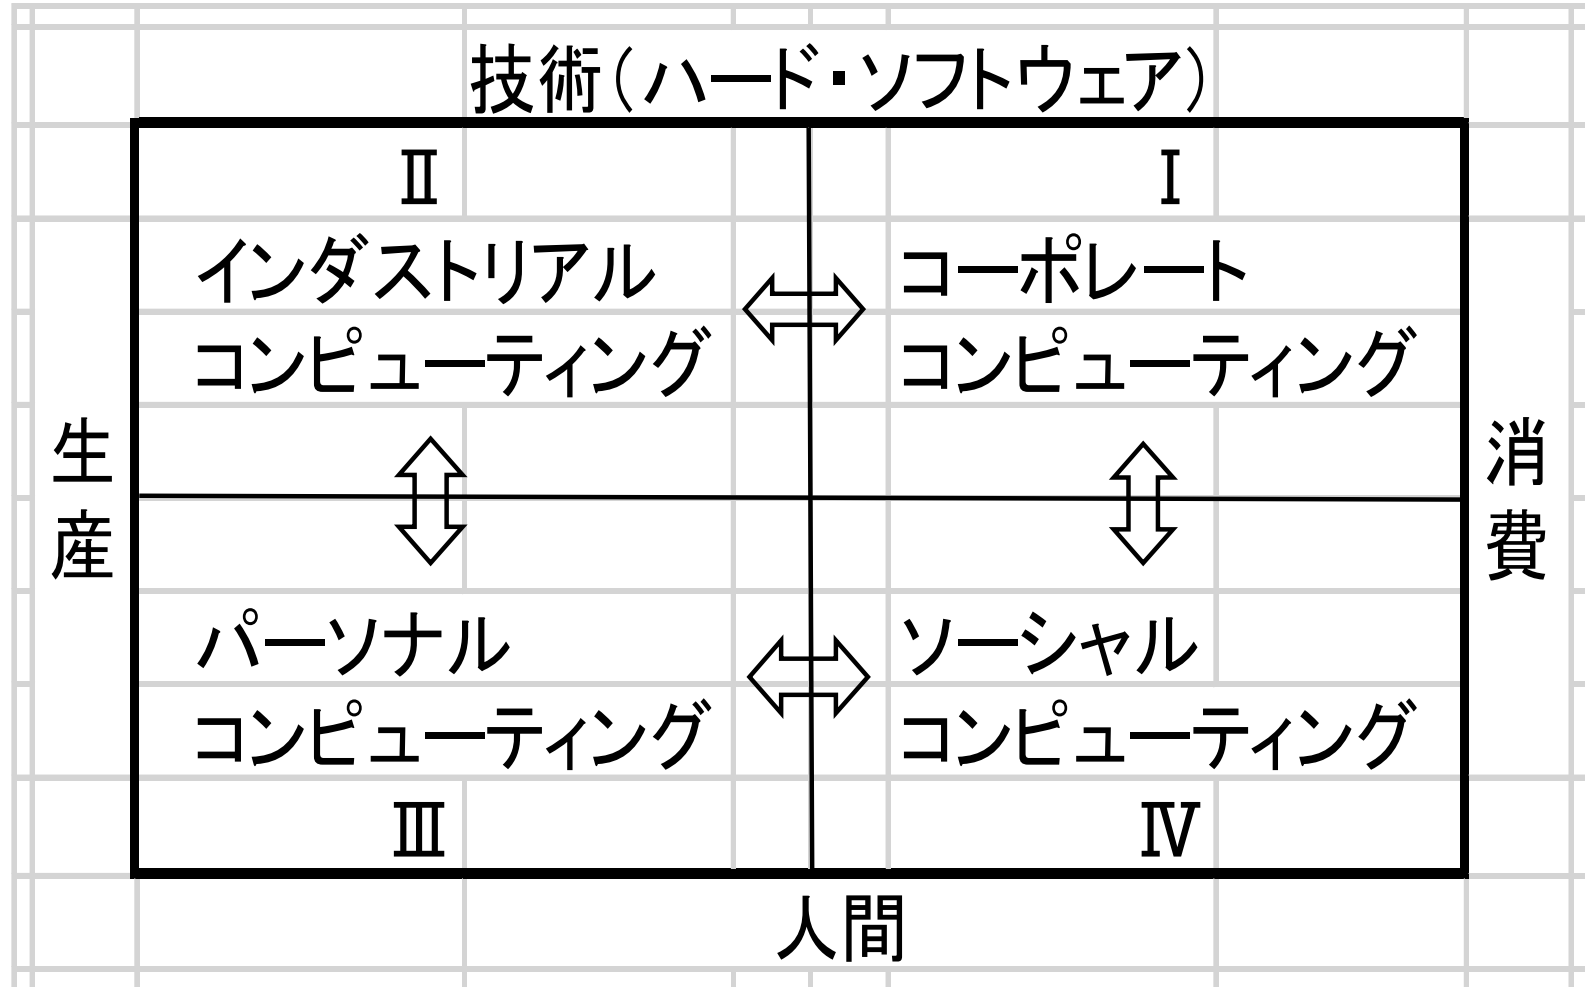 技術(ハード・ソフトウェア)
Ⅱ
Ⅰ
インダストリアル
コンピューティング
コーポレート
コンピューティング
生産
消費
パーソナル
コンピューティング
ソーシャル
コンピューティング
Ⅲ
Ⅳ
人間